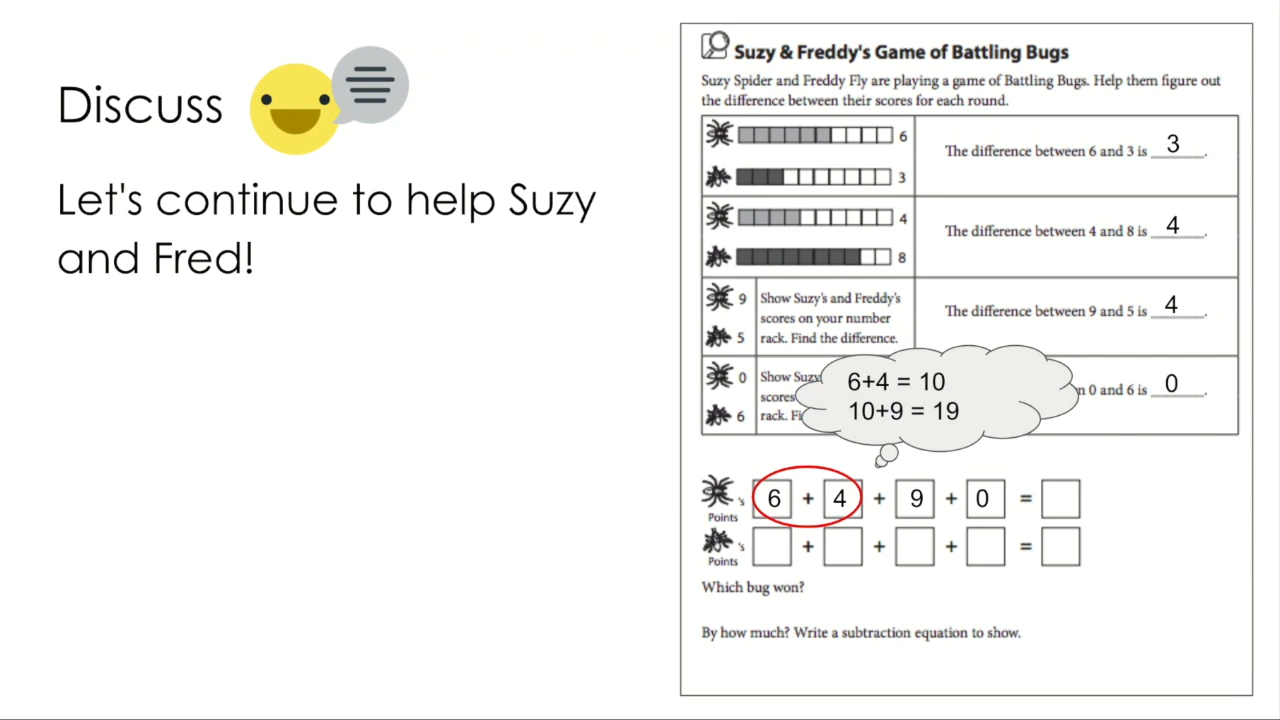 Discuss
Let's continue to help Suzy
and Fred!
Suzy & Freddy's Game of Battling Bugs
Suzy Spider and Freddy Fly are playing a game of Battling Bugs. Help them figure out
the difference between their scores for each round.
6
3
The difference between 6 and 3 is 3.
4
8
The difference between 4 and 8 is 4.
9
5
Show Suzy's and Freddy's
scores on your number
rack. Find the difference.
The difference between 9 and 5 is 4.
0
6
Show Suzy
scores
rack.
0 and 6 is 0.
6+4 = 10
10+9 = 19
's
Points
6 + 4 + 9 + 0 =
's
Points
+ + + =
Which bug won?
By how much? Write a subtraction equation to show.